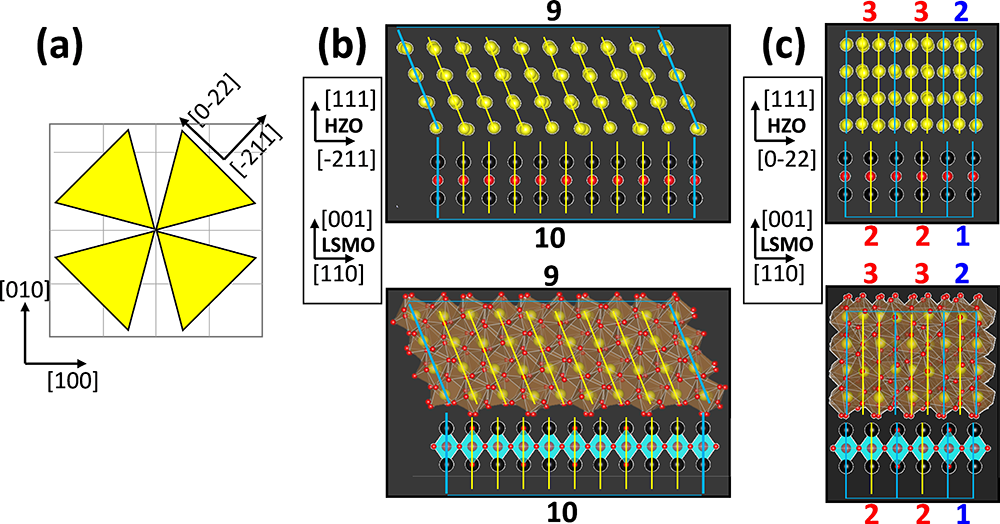 (a)
[0-22]
[-211]
[010]
[100]
(b)
9
[111]
HZO
[-211]
[001]
LSMO
[110]
10
9
10
(c)
3 3 2
[111]
HZO
[0-22]
[001]
LSMO
[110]
2 2 1
3 3 2
2 2 1